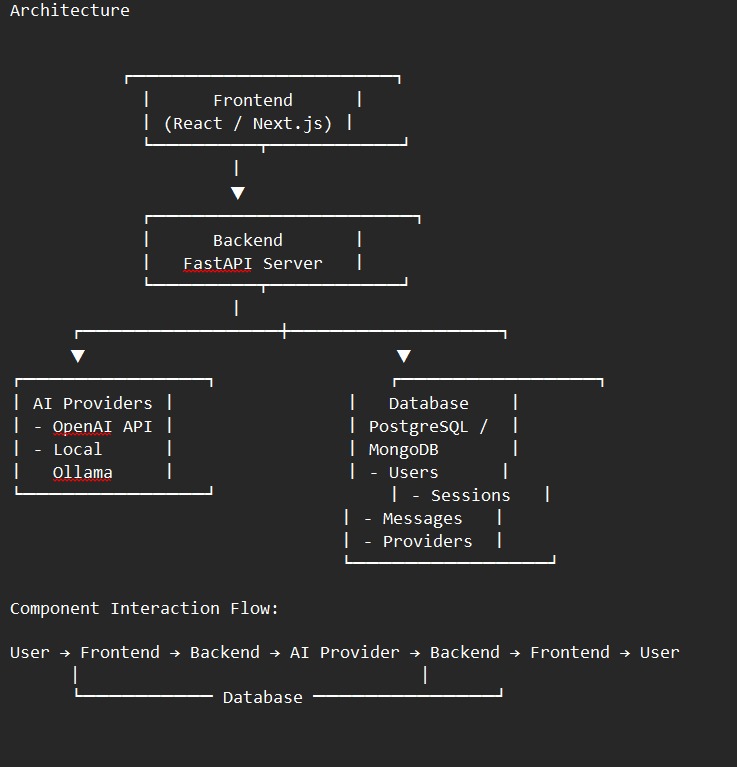 Architecture
Frontend
(React / Next.js)
Backend
FastAPI Server
AI Providers
- OpenAI API
- Local
Ollama
Database
PostgreSQL /
MongoDB
- Users
- Sessions
- Messages
- Providers
Component Interaction Flow:
User → Frontend → Backend → AI Provider → Backend → Frontend → User
Database